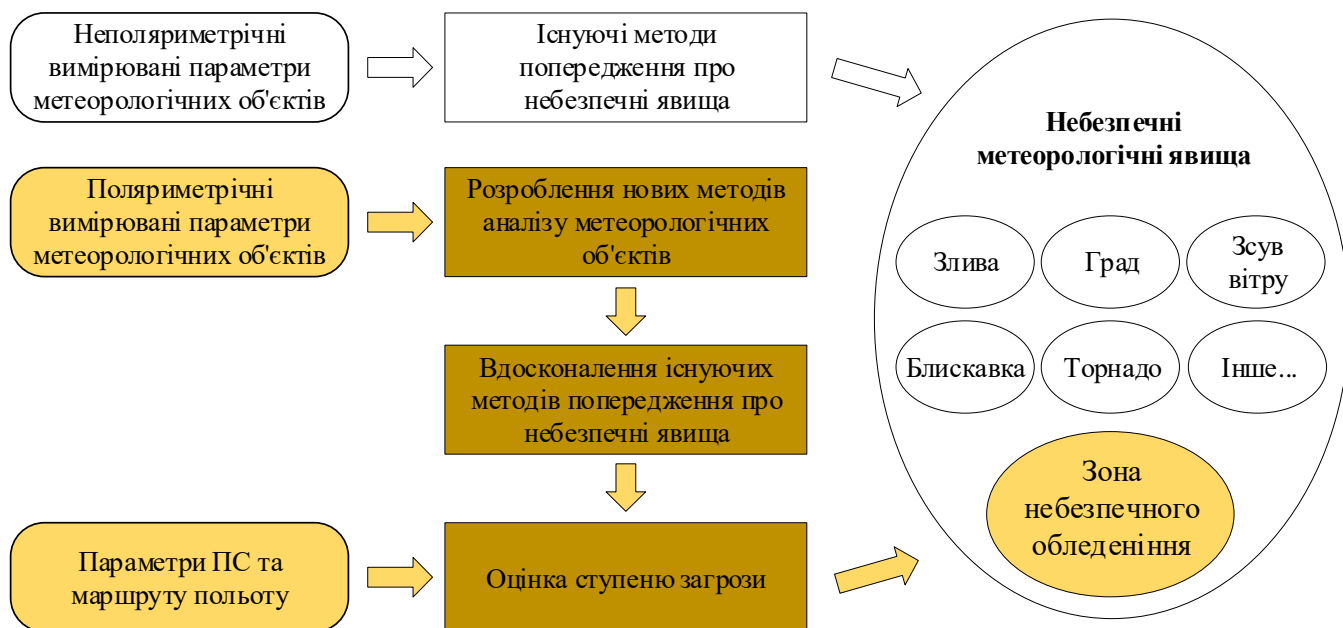 Неполяриметрічні
вимірювані параметри
метеорологічних об'єктів
Існуючі методи
попередження про
небезпечні явища
Небезпечні
метеорологічні явища
Поляриметрічні
вимірювані параметри
метеорологічних об'єктів
Розроблення нових методів
аналізу метеорологічних
об'єктів
Злива
Град
Зсув
вітру
Вдосконалення існуючих
методів попередження про
небезпечні явища
Блискавка
Торнадо
Інше...
Зона
небезпечного
обледеніння
Параметри ПС та
маршруту польоту
Оцінка ступеню загрози